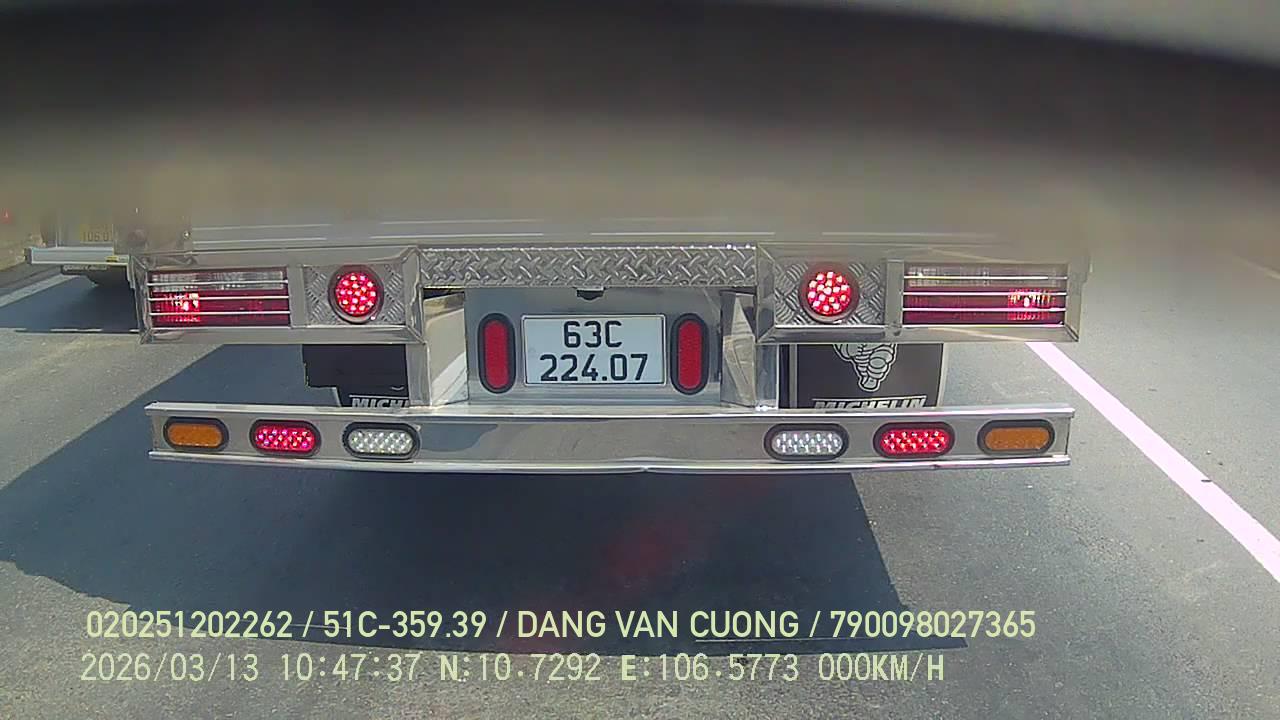 63C
224.07
MICHELIN
020251202262 / 51C-359.39 / DANG VAN CUONG / 790098027365
2026/03/13 10:47:37 N:10.7292 E:106.5773 000KM/H